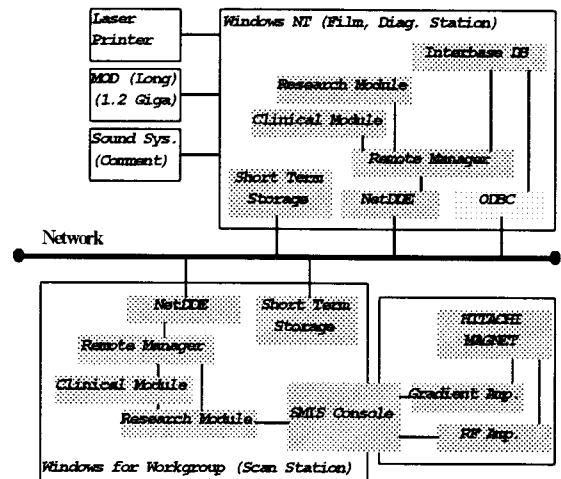 Laser
Printer
MOD (Long)
(1.2 Giga)
Sound Sys.
(Comment)
Windows NT (Film, Diag. Station)
Interbase DB
Research Module
Clinical Module
Remote Manager
Short Term
Storage
NetDDE
ODBC
Network
NetDDE
Short Term
Storage
Remote Manager
Clinical Module
Research Module
SMIS Console
Windows for Workgroup (Scan Station)
HITACHI
MAGNET
Gradient Amp.
RF Amp.